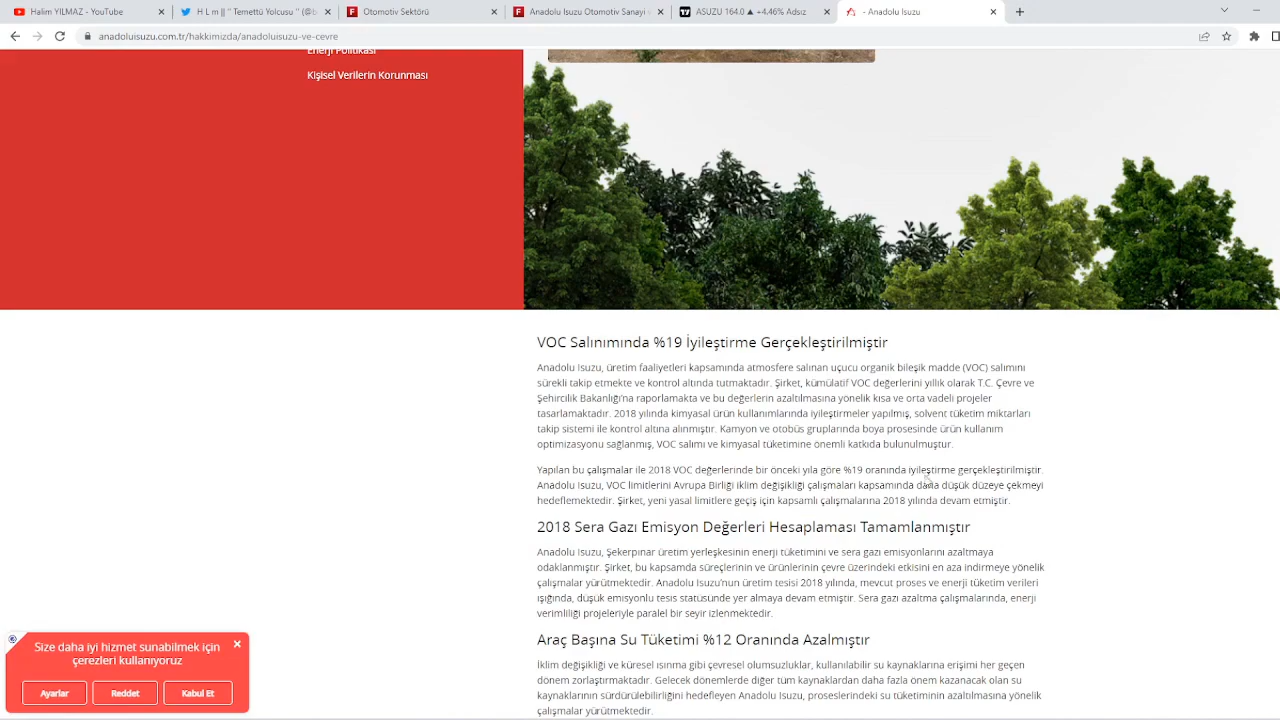 Halim YILMAZ - YouTube
H L m || " Temettü Yolcusu " (@b
Otomotiv Sektörü
Anadolu Isuzu Otomotiv Sanayi
ASUZU 164.0 ▲ +4.46% Adsız
- Anadolu Isuzu
anadoluisuzu.com.tr/hakkimizda/anadoluisuzu-ve-cevre
Enerji Politikası
Kişisel Verilerin Korunması
VOC Salınımında %19 İyileştirme Gerçekleştirilmiştir
Anadolu Isuzu, üretim faaliyetleri kapsamında atmosfere salınan uçucu organik bileşik madde (VOC) salımını
sürekli takip etmekte ve kontrol altında tutmaktadır. Şirket, kümülatif VOC değerlerini yıllık olarak T.C. Çevre ve
Şehircilik Bakanlığı'na raporlamakta ve bu değerlerin azaltılmasına yönelik kısa ve orta vadeli projeler
tasarlamaktadır. 2018 yılında kimyasal ürün kullanımlarında iyileştirmeler yapılmış, solvent tüketim miktarları
takip sistemi ile kontrol altına alınmıştır. Kamyon ve otobüs gruplarında boya prosesinde ürün kullanım
optimizasyonu sağlanmış, VOC salımı ve kimyasal tüketimine önemli katkıda bulunulmuştur.
Yapılan bu çalışmalar ile 2018 VOC değerlerinde bir önceki yıla göre %19 oranında iyileştirme gerçekleştirilmiştir.
Anadolu Isuzu, VOC limitlerini Avrupa Birliği iklim değişikliği çalışmaları kapsamında daha düşük düzeye çekmeyi
hedeflemektedir. Şirket, yeni yasal limitlere geçiş için kapsamlı çalışmalarına 2018 yılında devam etmiştir.
2018 Sera Gazı Emisyon Değerleri Hesaplaması Tamamlanmıştır
Anadolu Isuzu, Şekerpınar üretim yerleşkesinin enerji tüketimini ve sera gazı emisyonlarını azaltmaya
odaklanmıştır. Şirket, bu kapsamda süreçlerinin ve ürünlerinin çevre üzerindeki etkisini en aza indirmeye yönelik
çalışmalar yürütmektedir. Anadolu Isuzu'nun üretim tesisi 2018 yılında, mevcut proses ve enerji tüketim verileri
ışığında, düşük emisyonlu tesis statüsünde yer almaya devam etmiştir. Sera gazı azaltma çalışmalarında, enerji
verimliliği projeleriyle paralel bir seyir izlenmektedir.
Araç Başına Su Tüketimi %12 Oranında Azalmıştır
İklim değişikliği ve küresel ısınma gibi çevresel olumsuzluklar, kullanılabilir su kaynaklarına erişimi her geçen
dönem zorlaştırmaktadır. Gelecek dönemlerde diğer tüm kaynaklardan daha fazla önem kazanacak olan su
kaynaklarının sürdürülebilirliğini hedefleyen Anadolu Isuzu, proseslerindeki su tüketiminin azaltılmasına yönelik
çalışmalar yürütmektedir.
Size daha iyi hizmet sunabilmek için
çerezleri kullanıyoruz
Ayarlar
Reddet
Kabul Et